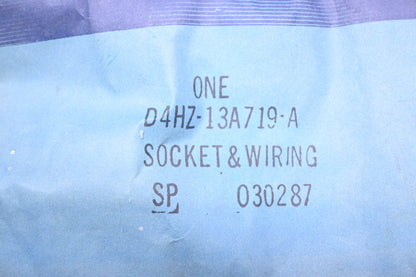 ONE
D4HZ-13A719-A
SOCKET & WIRING
SP 030287